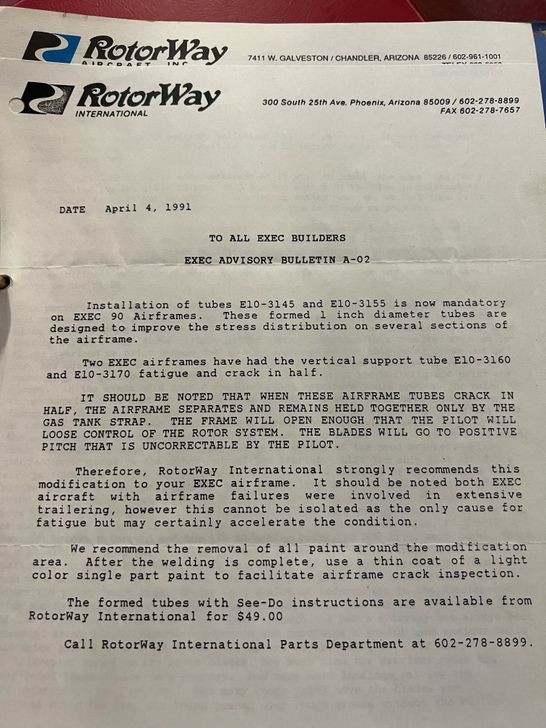 RotorWay 7411 W. GALVESTON / CHANDLER, ARIZONA 85226 / 602-961-1001
AIRCRAFT INC
RotorWay
INTERNATIONAL
300 South 25th Ave. Phoenix, Arizona 85009 / 602-278-8899
FAX 602-278-7657
DATE April 4, 1991
TO ALL EXEC BUILDERS
EXEC ADVISORY BULLETIN A-02
Installation of tubes E10-3145 and E10-3155 is now mandatory
on EXEC 90 Airframes. These formed 1 inch diameter tubes are
designed to improve the stress distribution on several sections of
the airframe.
Two EXEC airframes have had the vertical support tube E10-3160
and E10-3170 fatigue and crack in half.
IT SHOULD BE NOTED THAT WHEN THESE AIRFRAME TUBES CRACK IN
HALF, THE AIRFRAME SEPARATES AND REMAINS HELD TOGETHER ONLY BY THE
GAS TANK STRAP. THE FRAME WILL OPEN ENOUGH THAT THE PILOT WILL
LOOSE CONTROL OF THE ROTOR SYSTEM. THE BLADES WILL GO TO POSITIVE
PITCH THAT IS UNCORRECTABLE BY THE PILOT.
Therefore, RotorWay International strongly recommends this
modification to your EXEC airframe. It should be noted both EXEC
aircraft with airframe failures were involved in extensive
trailering, however this cannot be isolated as the only cause for
fatigue but may certainly accelerate the condition.
We recommend the removal of all paint around the modification
area. After the welding is complete, use a thin coat of a light
color single part paint to facilitate airframe crack inspection.
The formed tubes with See-Do instructions are available from
RotorWay International for $49.00
Call RotorWay International Parts Department at 602-278-8899.